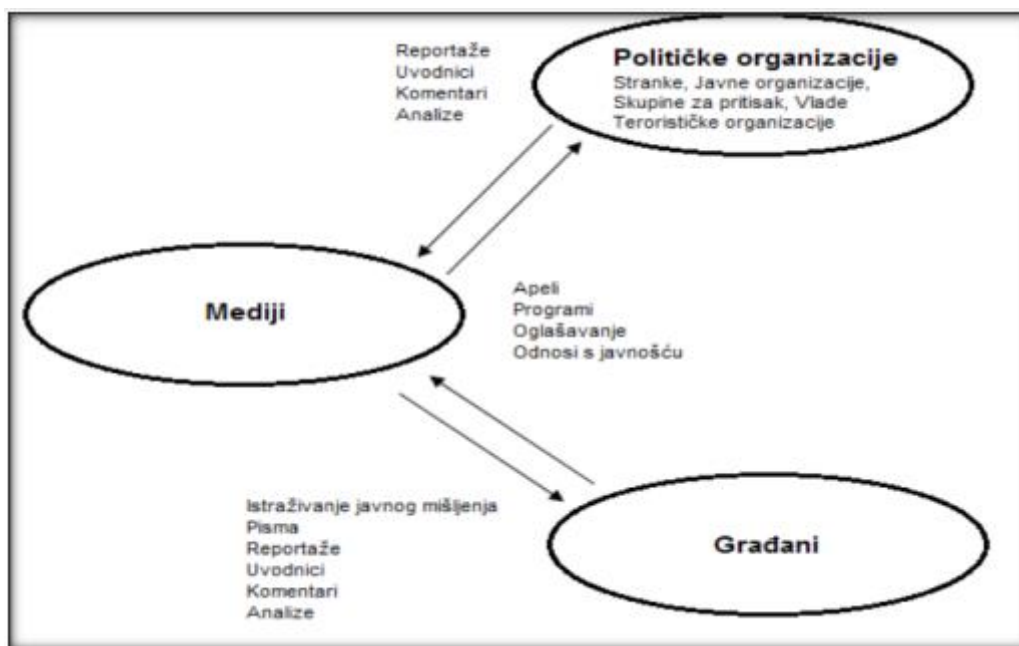 Reportaže
Uvodnici
Komentari
Analize
Političke organizacije
Stranke, Javne organizacije,
Skupine za pritisak, Vlade
Terorističke organizacije
Mediji
Apeli
Programi
Oglašavanje
Odnosi s javnošću
Istraživanje javnog mišljenja
Pisma
Reportaže
Uvodnici
Komentari
Analize
Građani